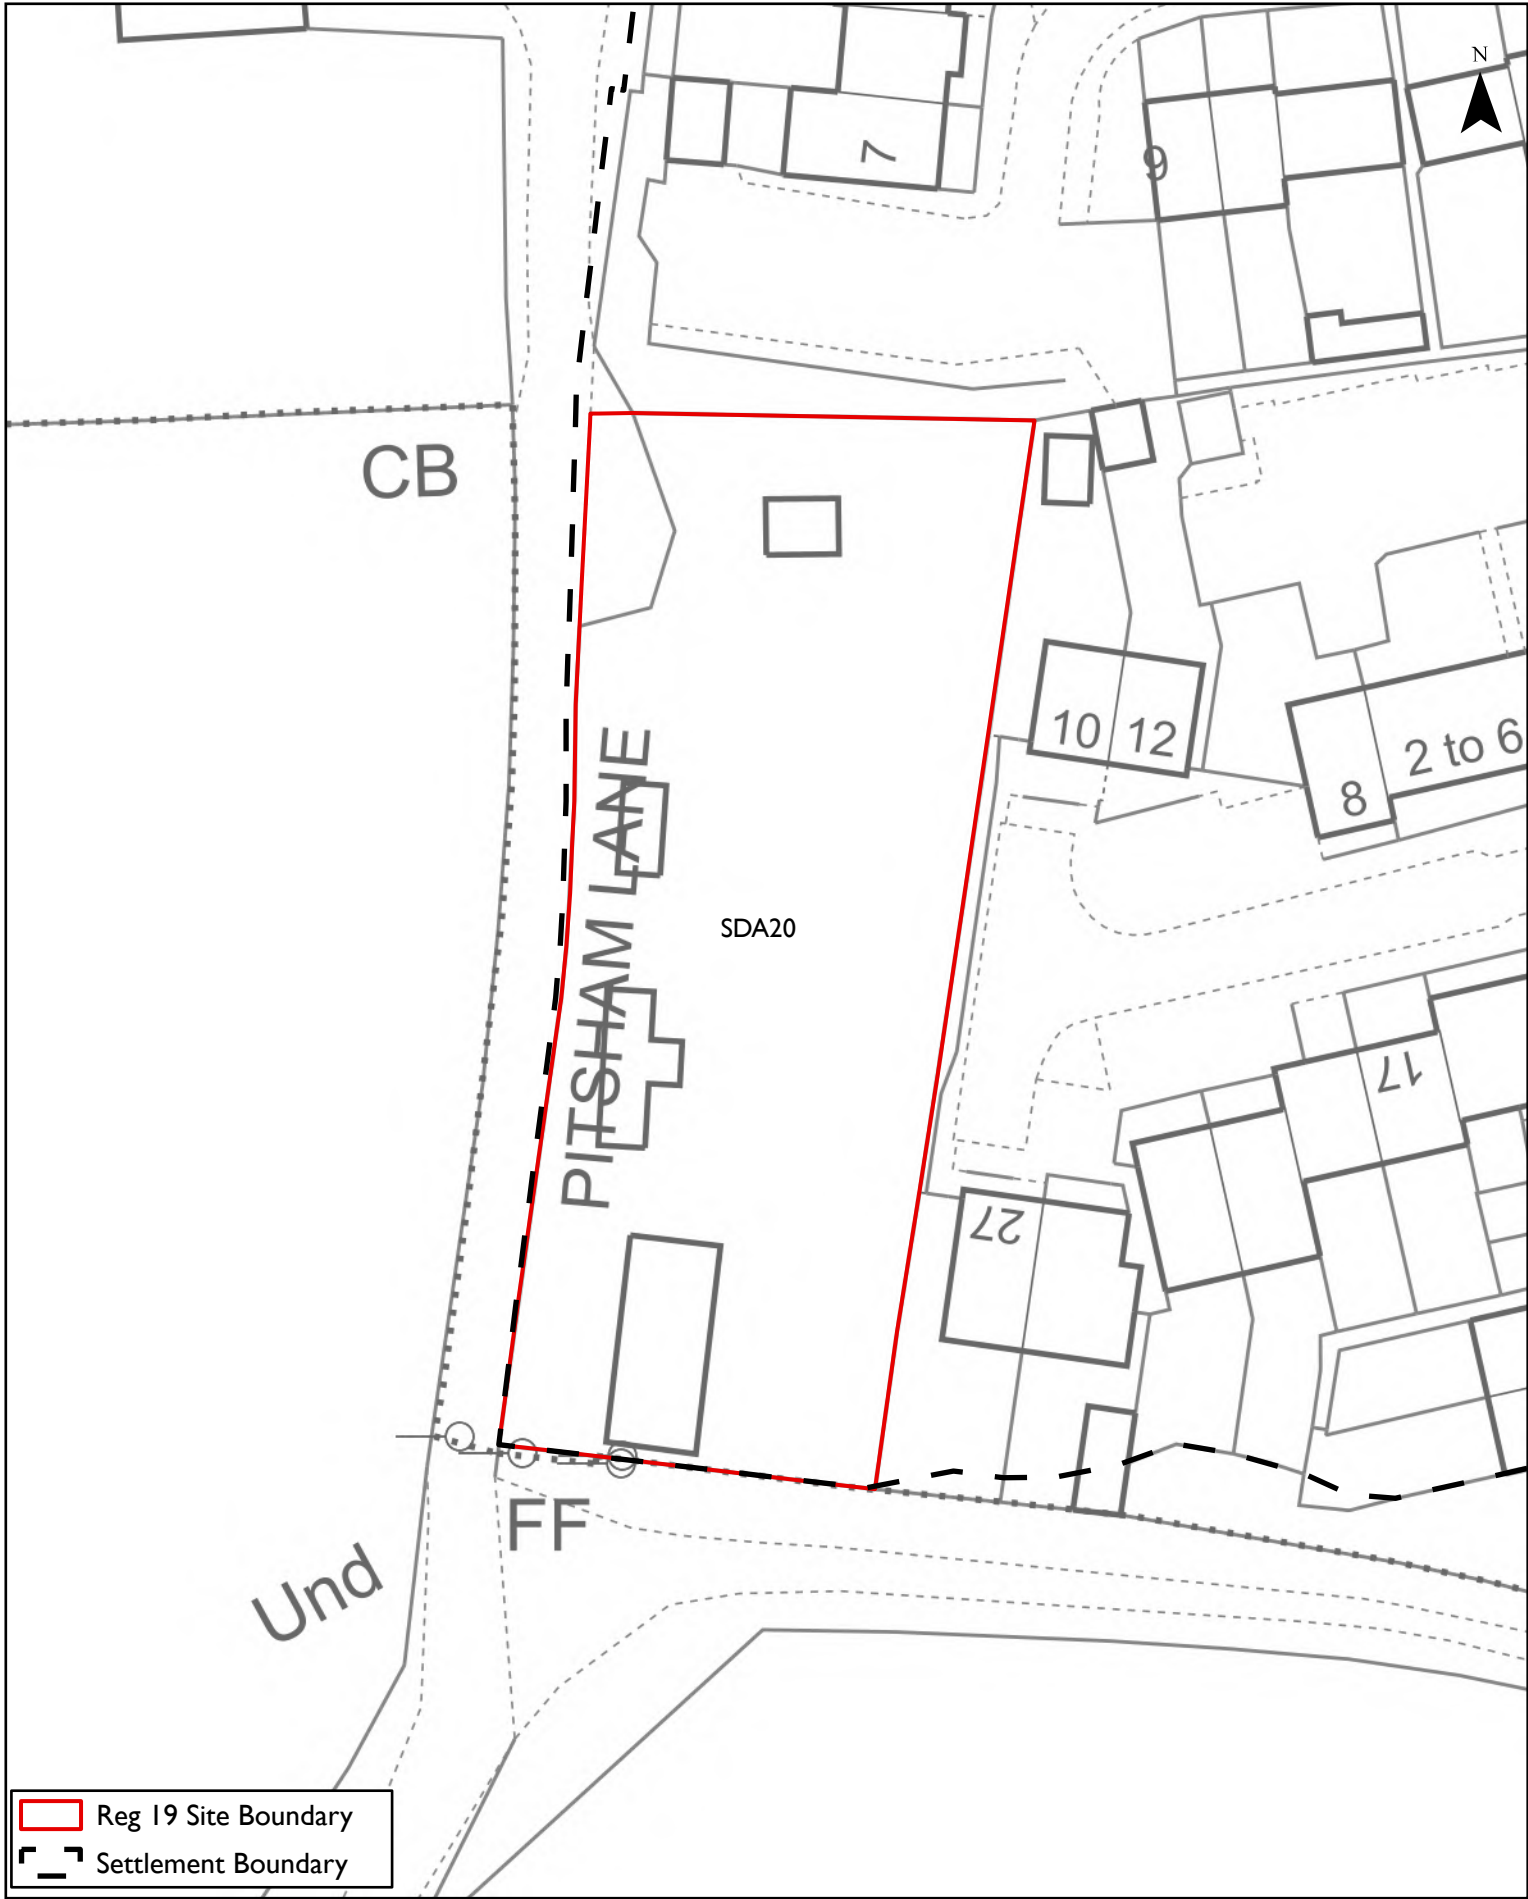 N
7
9
CB
10 12
2 to 6
8
PITSHAM LANE
SDA20
17
27
FF
Und
Reg 19 Site Boundary
Settlement Boundary